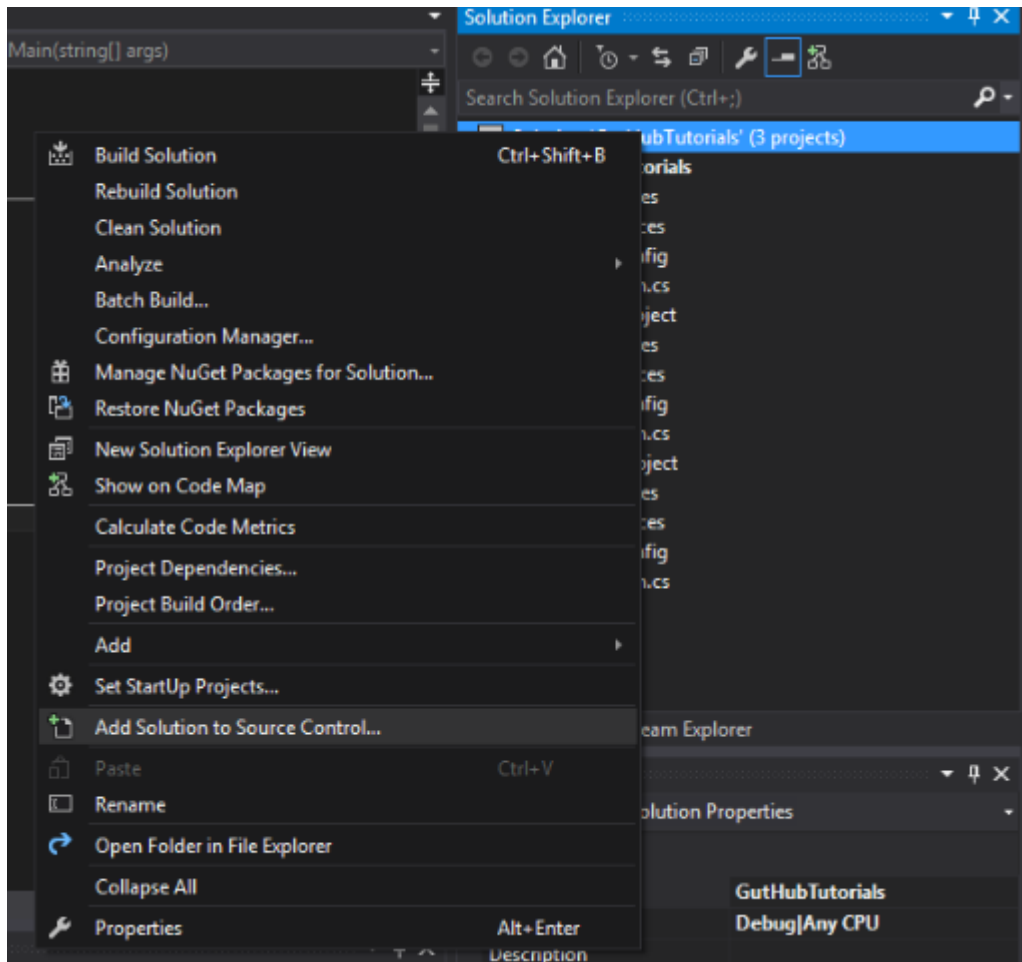 Solution Explorer
Main(string[] args)
Search Solution Explorer (Ctrl+;)
ubTutorials' (3 projects)
Build Solution Ctrl+Shift+B
orials
Rebuild Solution
es
Clean Solution
ces
Analyze
fig
Batch Build...
.cs
Configuration Manager...
ject
es
Manage NuGet Packages for Solution...
ces
Restore NuGet Packages
fig
.cs
New Solution Explorer View
ject
Show on Code Map
es
Calculate Code Metrics
ces
fig
Project Dependencies...
.cs
Project Build Order...
Add
Set StartUp Projects...
Add Solution to Source Control...
eam Explorer
Paste Ctrl+V
Rename
olution Properties
Open Folder in File Explorer
Collapse All
GutHubTutorials
Properties Alt+Enter
Debug|Any CPU
Description